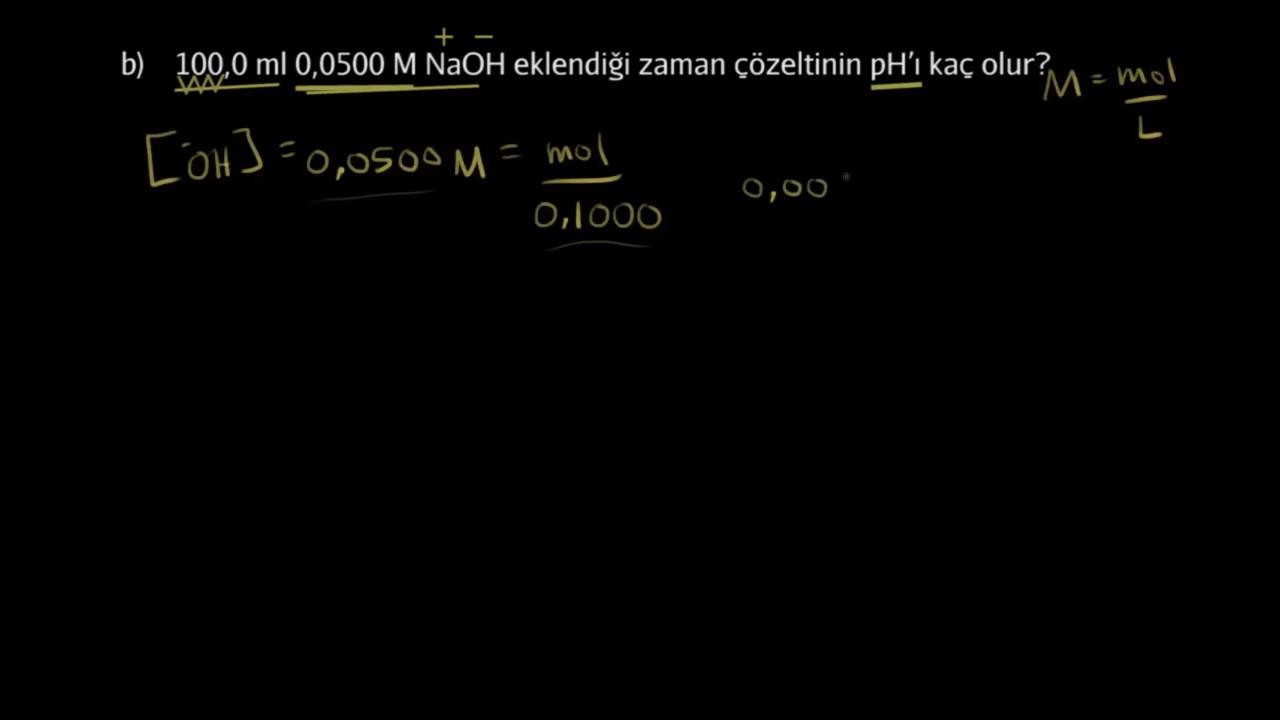 b) 100,0 ml 0,0500 M NaOH eklendiği zaman çözeltinin pH'ı kaç olur?
+ −
M = mol / L
[⁻OH] = 0,0500 M = mol / 0,1000
0,00